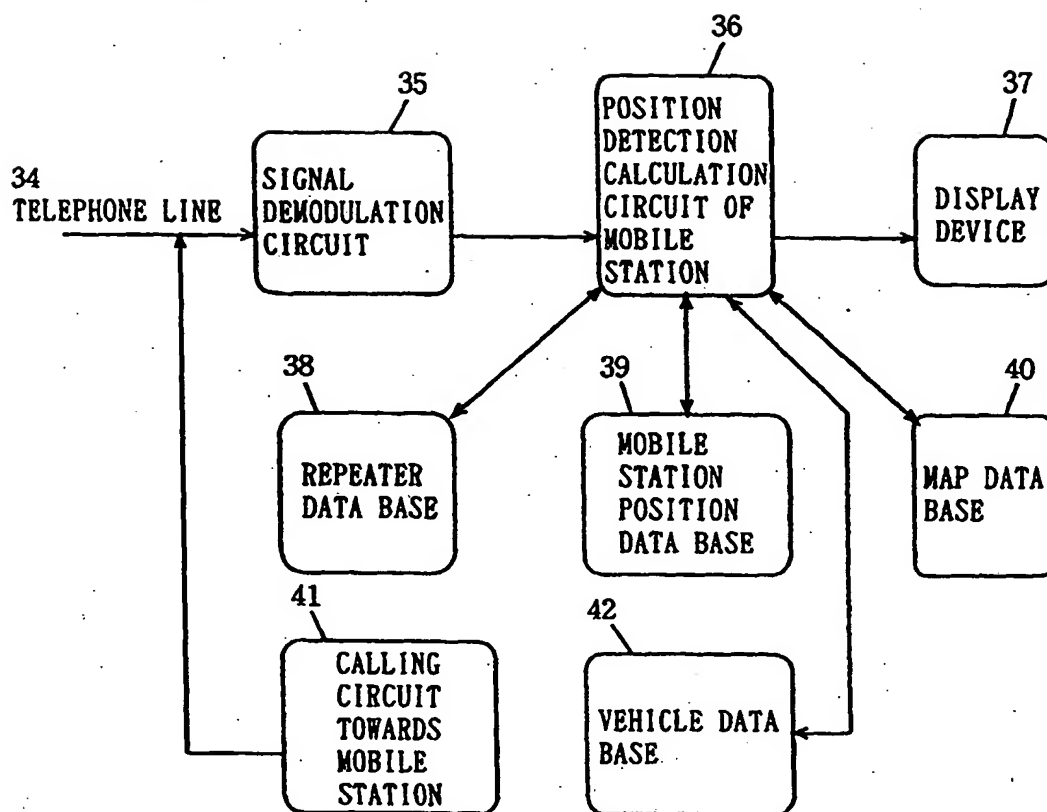 36
35
37
POSITION
DETECTION
CALCULATION
CIRCUIT OF
MOBILE
STATION
34
TELEPHONE LINE
SIGNAL
DEMODULATION
CIRCUIT
DISPLAY
DEVICE
38
39
40
REPEATER
DATA BASE
MOBILE
STATION
POSITION
DATA BASE
MAP DATA
BASE
41
42
CALLING
CIRCUIT
TOWARDS
MOBILE
STATION
VEHICLE DATA
BASE